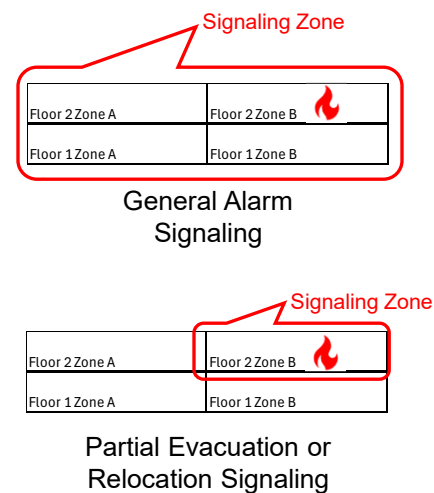 Signaling Zone
Floor 2 Zone A
Floor 2 Zone B
Floor 1 Zone A
Floor 1 Zone B
General Alarm
Signaling
Signaling Zone
Floor 2 Zone A
Floor 2 Zone B
Floor 1 Zone A
Floor 1 Zone B
Partial Evacuation or
Relocation Signaling